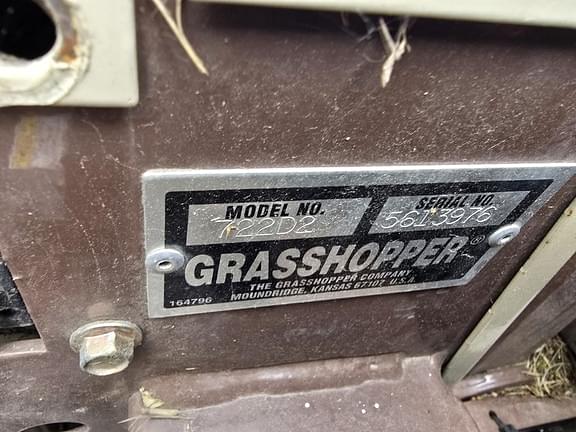 MODEL NO. SERIAL NO.
722D2 5613976
GRASSHOPPER®
THE GRASSHOPPER COMPANY
164796 MOUNDRIDGE, KANSAS 67107 U.S.A.